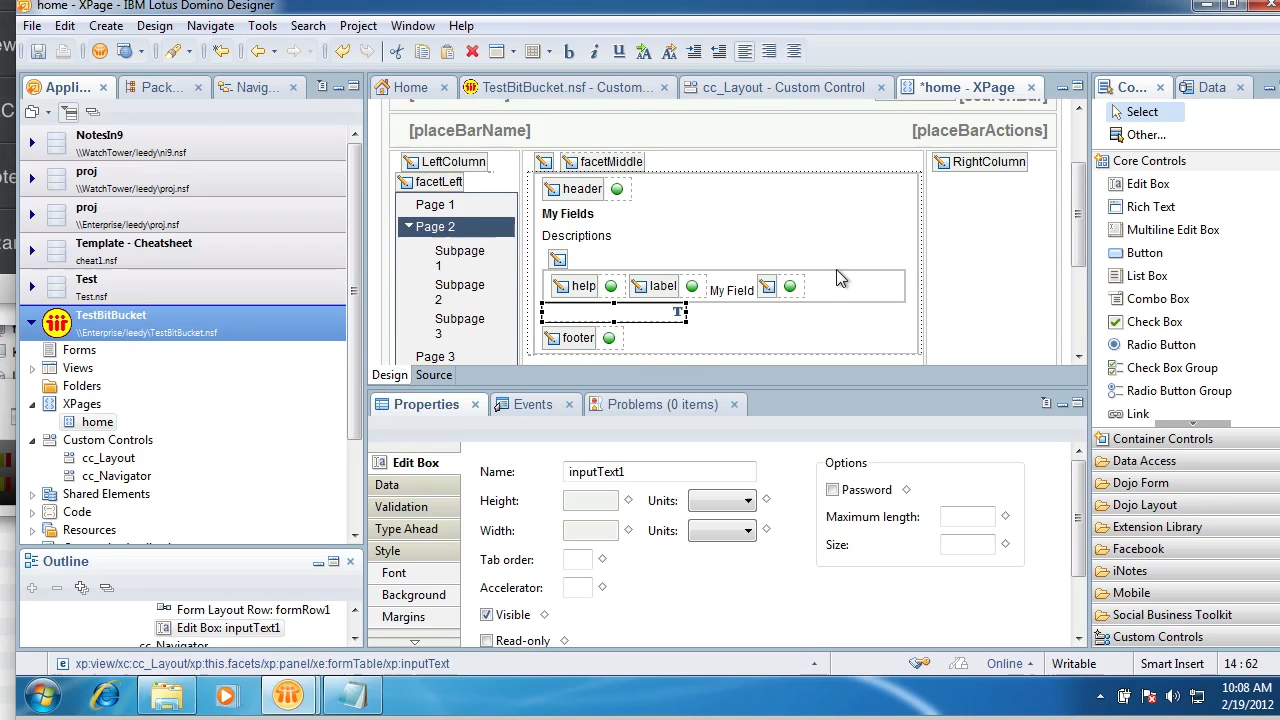 home - XPage - IBM Lotus Domino Designer
File Edit Create Design Navigate Tools Search Project Window Help
Appli... Pack... Navig...
Home TestBitBucket.nsf - Custom... cc_Layout - Custom Control *home - XPage
Co... Data
NotesIn9
\\WatchTower/leedy/ni9.nsf
proj
\\WatchTower/leedy/proj.nsf
proj
\\Enterprise/leedy/proj.nsf
Template - Cheatsheet
cheat1.nsf
Test
Test.nsf
TestBitBucket
\\Enterprise/leedy/TestBitBucket.nsf
Forms
Views
Folders
XPages
home
Custom Controls
cc_Layout
cc_Navigator
Shared Elements
Code
Resources
Outline
Form Layout Row: formRow1
Edit Box: inputText1
cc_Navigator
[placeBarName] [placeBarActions]
LeftColumn facetMiddle RightColumn
facetLeft
Page 1
Page 2
Subpage
1
Subpage
2
Subpage
3
Page 3
header
My Fields
Descriptions
help label My Field
footer
Design Source
Properties Events Problems (0 items)
Edit Box
Data
Validation
Type Ahead
Style
Font
Background
Margins
Name: inputText1
Height: Units:
Width: Units:
Tab order:
Accelerator:
Visible
Read-only
Options
Password
Maximum length:
Size:
Select
Other...
Core Controls
Edit Box
Rich Text
Multiline Edit Box
Button
List Box
Combo Box
Check Box
Radio Button
Check Box Group
Radio Button Group
Link
Container Controls
Data Access
Dojo Form
Dojo Layout
Extension Library
Facebook
iNotes
Mobile
Social Business Toolkit
Custom Controls
xp:view/xc:cc_Layout/xp:this.facets/xp:panel/xe:formTable/xp:inputText
Online Writable Smart Insert 14 : 62
10:08 AM
2/19/2012